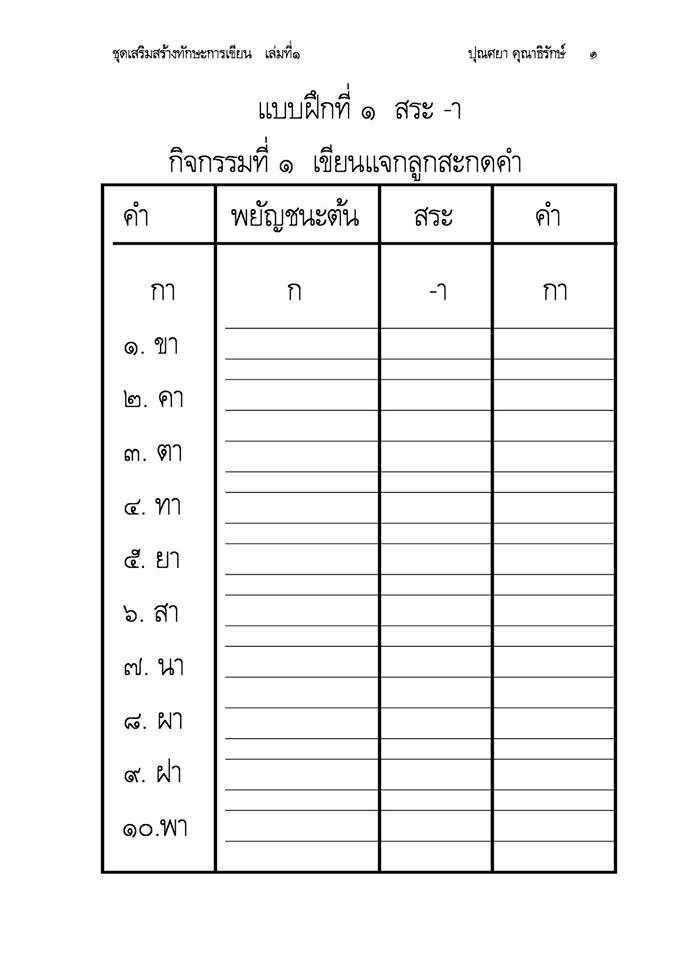 ชุดเสริมสร้างทักษะการเขียน เล่มที่๑ ปุณศยา คุณาธิรักษ์ ๑
แบบฝึกที่ ๑ สระ -า
กิจกรรมที่ ๑ เขียนแจกลูกสะกดคำ
คำ พยัญชนะต้น สระ คำ
กา ก -า กา
๑. ขา
๒. คา
๓. ตา
๔. ทา
๕. ยา
๖. สา
๗. นา
๘. ผา
๙. ฝา
๑๐.พา